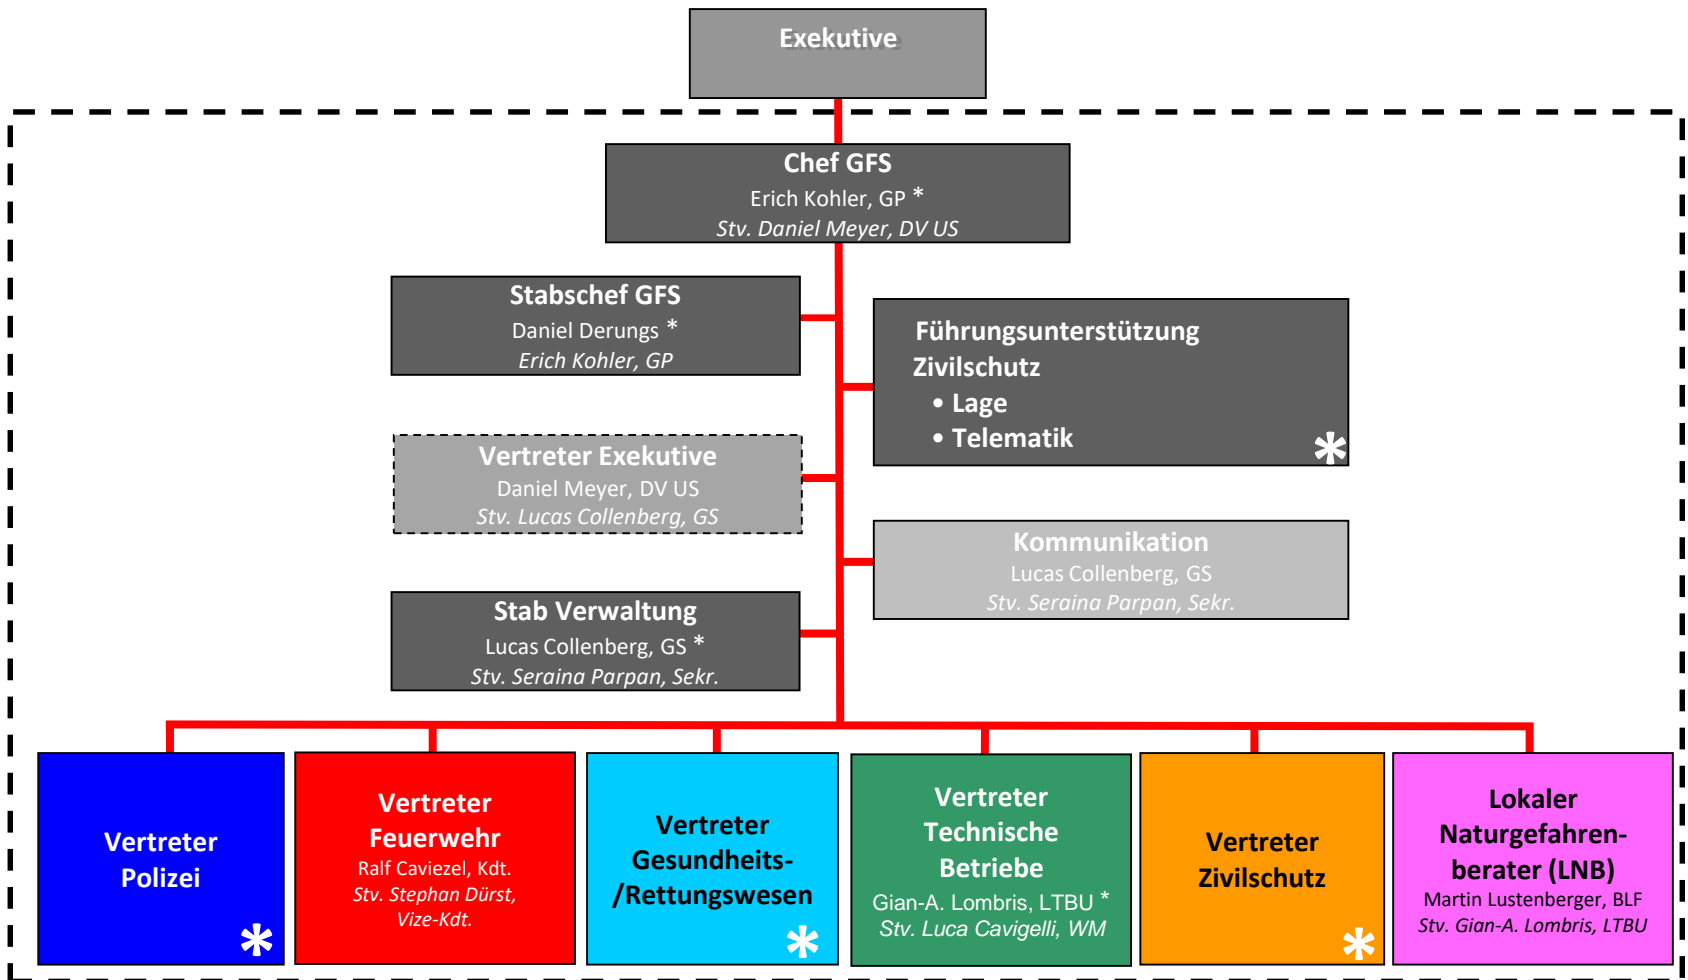 Exekutive
Chef GFS
Erich Kohler, GP *
Stv. Daniel Meyer, DV US
Stabschef GFS
Daniel Derungs *
Erich Kohler, GP
Führungsunterstützung
Zivilschutz
• Lage
• Telematik
*
Vertreter Exekutive
Daniel Meyer, DV US
Stv. Lucas Collenberg, GS
Kommunikation
Lucas Collenberg, GS
Stv. Seraina Parpan, Sekr.
Stab Verwaltung
Lucas Collenberg, GS *
Stv. Seraina Parpan, Sekr.
Vertreter
Polizei
*
Vertreter
Feuerwehr
Ralf Caviezel, Kdt.
Stv. Stephan Dürst,
Vize-Kdt.
Vertreter
Gesundheits-
/Rettungswesen
*
Vertreter
Technische
Betriebe
Gian-A. Lombris, LTBU *
Stv. Luca Cavigelli, WM
Vertreter
Zivilschutz
*
Lokaler
Naturgefahren-
berater (LNB)
Martin Lustenberger, BLF
Stv. Gian-A. Lombris, LTBU